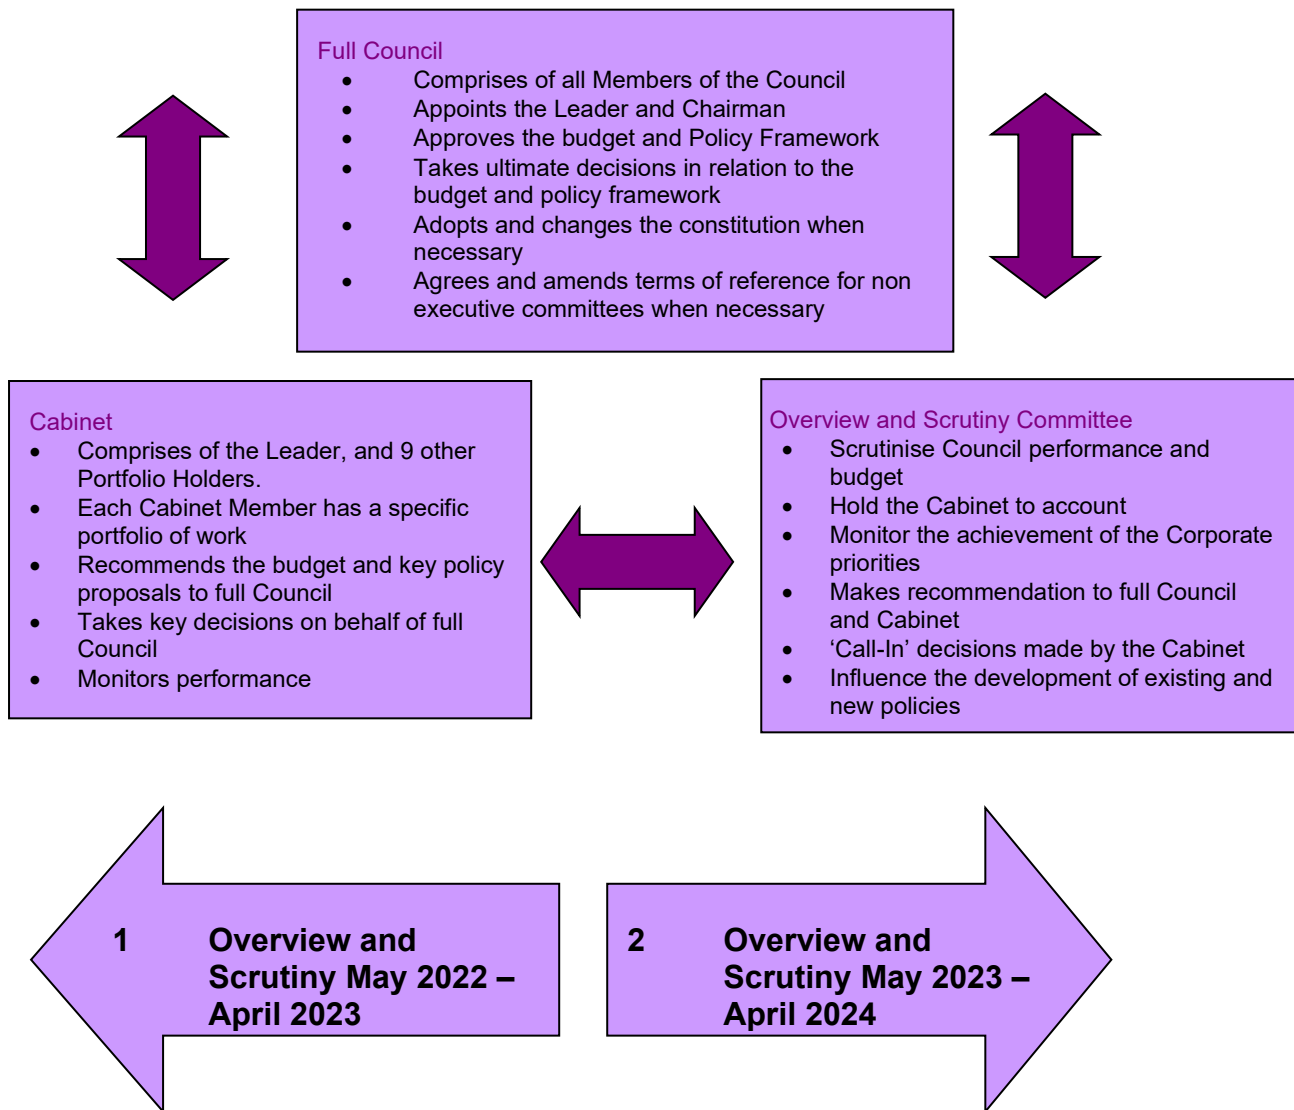 Full Council
• Comprises of all Members of the Council
• Appoints the Leader and Chairman
• Approves the budget and Policy Framework
• Takes ultimate decisions in relation to the
budget and policy framework
• Adopts and changes the constitution when
necessary
• Agrees and amends terms of reference for non
executive committees when necessary
Cabinet
• Comprises of the Leader, and 9 other
Portfolio Holders.
• Each Cabinet Member has a specific
portfolio of work
• Recommends the budget and key policy
proposals to full Council
• Takes key decisions on behalf of full
Council
• Monitors performance
Overview and Scrutiny Committee
• Scrutinise Council performance and
budget
• Hold the Cabinet to account
• Monitor the achievement of the Corporate
priorities
• Makes recommendation to full Council
and Cabinet
• ‘Call-In’ decisions made by the Cabinet
• Influence the development of existing and
new policies
1 Overview and
Scrutiny May 2022 –
April 2023
2 Overview and
Scrutiny May 2023 –
April 2024